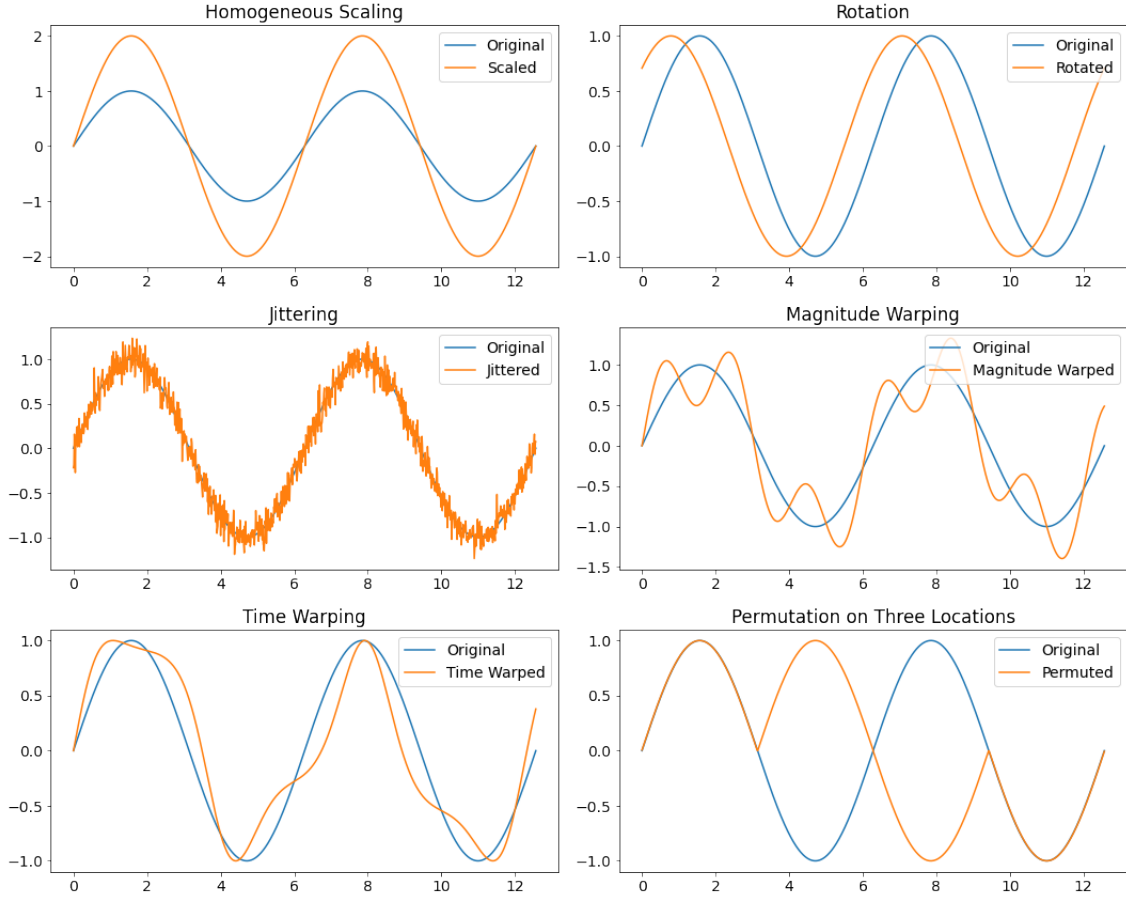 Homogeneous Scaling
Original
Scaled
2
1
0
−1
−2
0 2 4 6 8 10 12
Rotation
Original
Rotated
1.0
0.5
0.0
−0.5
−1.0
0 2 4 6 8 10 12
Jittering
Original
Jittered
1.0
0.5
0.0
−0.5
−1.0
0 2 4 6 8 10 12
Magnitude Warping
Original
Magnitude Warped
1.0
0.5
0.0
−0.5
−1.0
−1.5
0 2 4 6 8 10 12
Time Warping
Original
Time Warped
1.0
0.5
0.0
−0.5
−1.0
0 2 4 6 8 10 12
Permutation on Three Locations
Original
Permuted
1.0
0.5
0.0
−0.5
−1.0
0 2 4 6 8 10 12